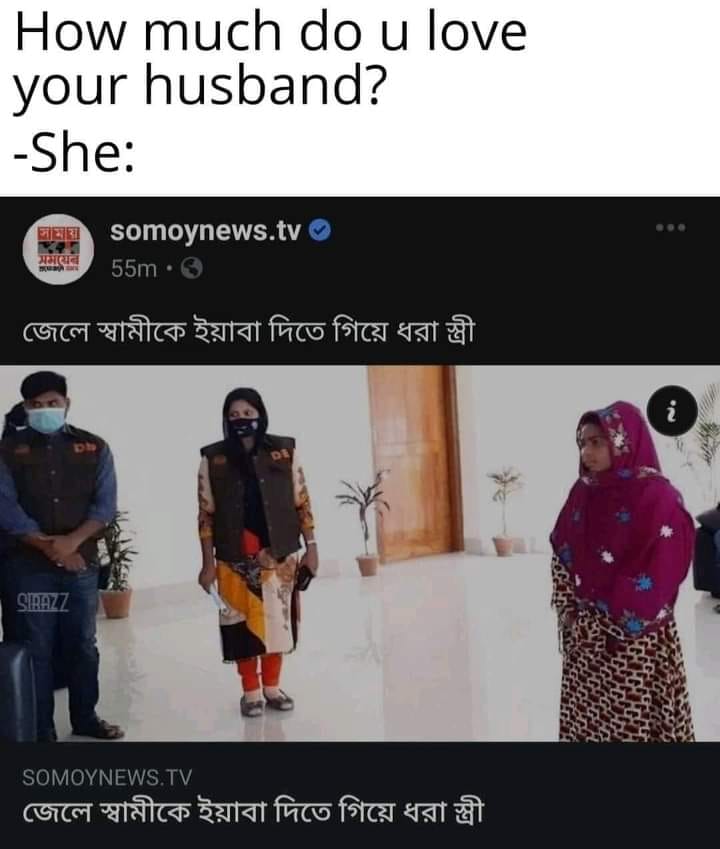 How much do u love
your husband?
-She:
সময়
somoynews.tv
55m
জেলে স্বামীকে ইয়াবা দিতে গিয়ে ধরা স্ত্রী
i
DB
DB
SIRAZZ
SOMOYNEWS.TV
জেলে স্বামীকে ইয়াবা দিতে গিয়ে ধরা স্ত্রী